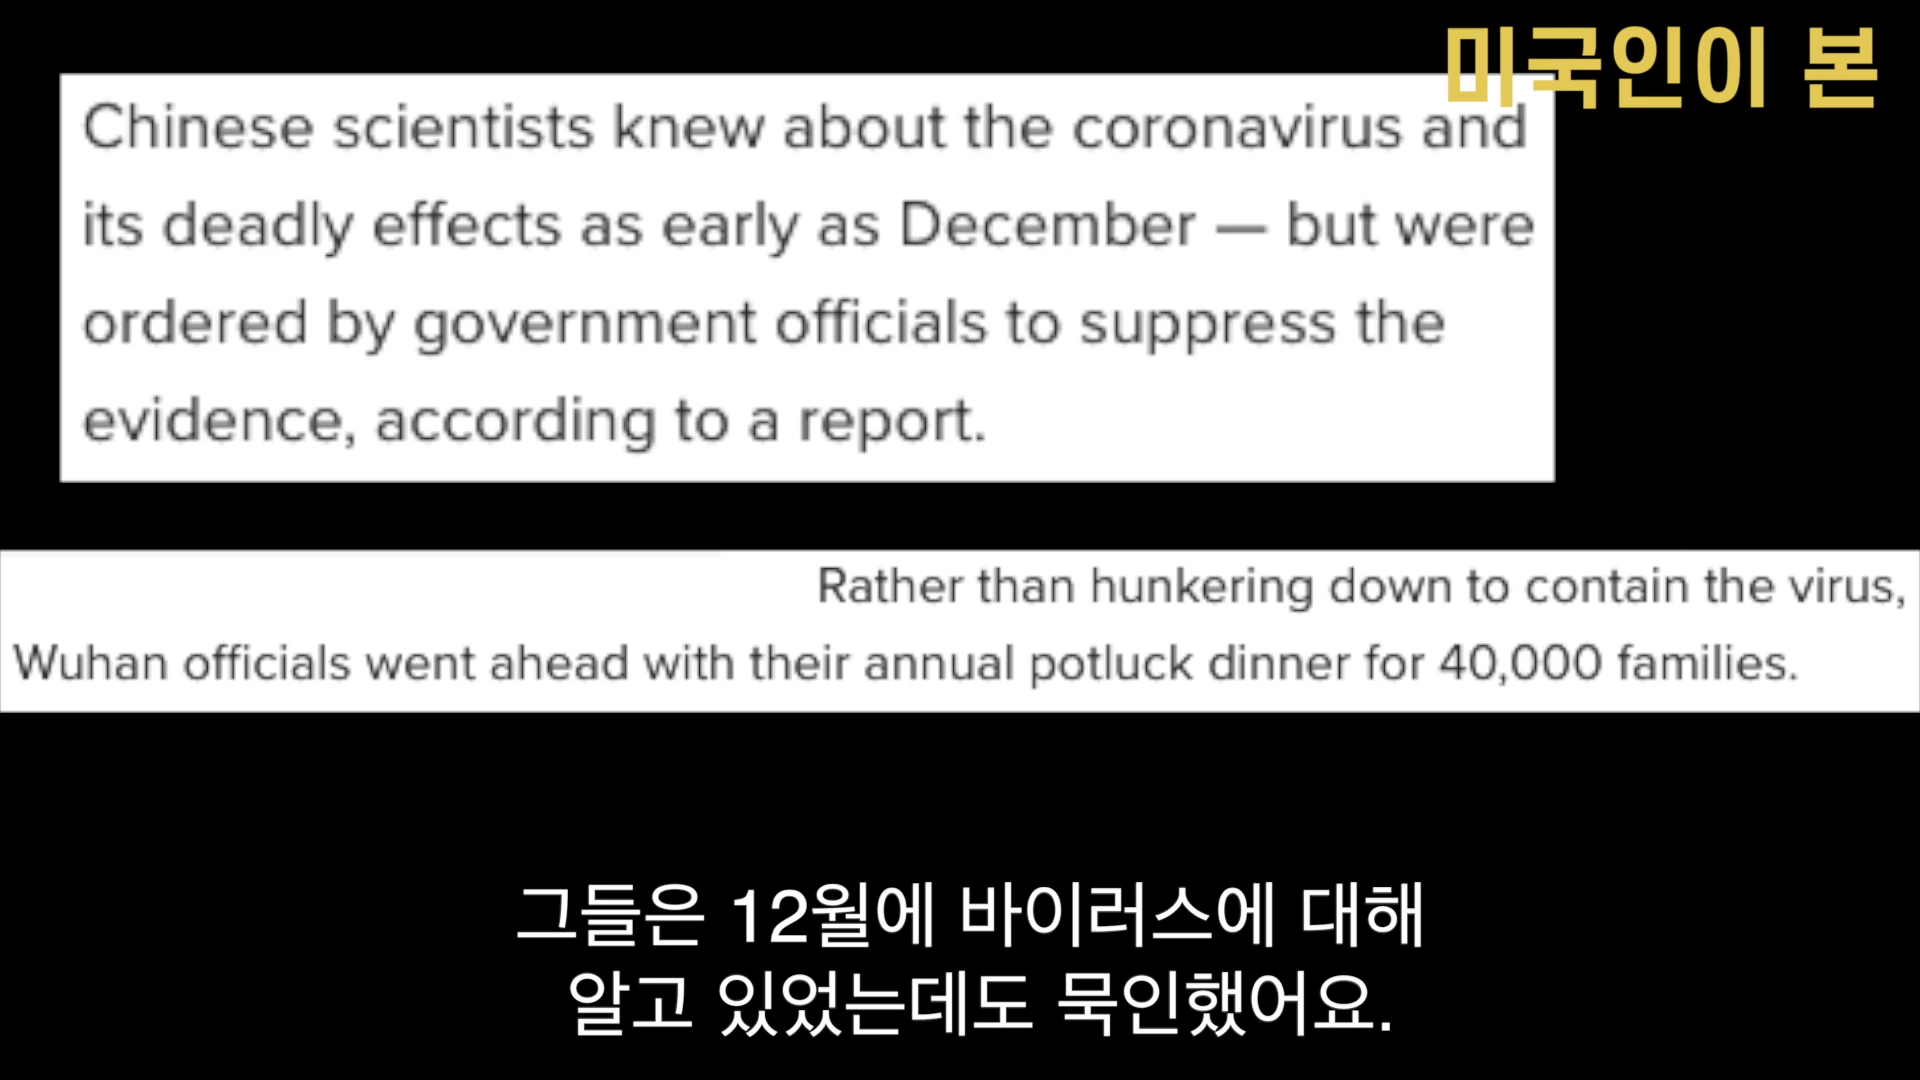 미국인이 본
Chinese scientists knew about the coronavirus and
its deadly effects as early as December — but were
ordered by government officials to suppress the
evidence, according to a report.
Rather than hunkering down to contain the virus,
Wuhan officials went ahead with their annual potluck dinner for 40,000 families.
그들은 12월에 바이러스에 대해
알고 있었는데도 묵인했어요.